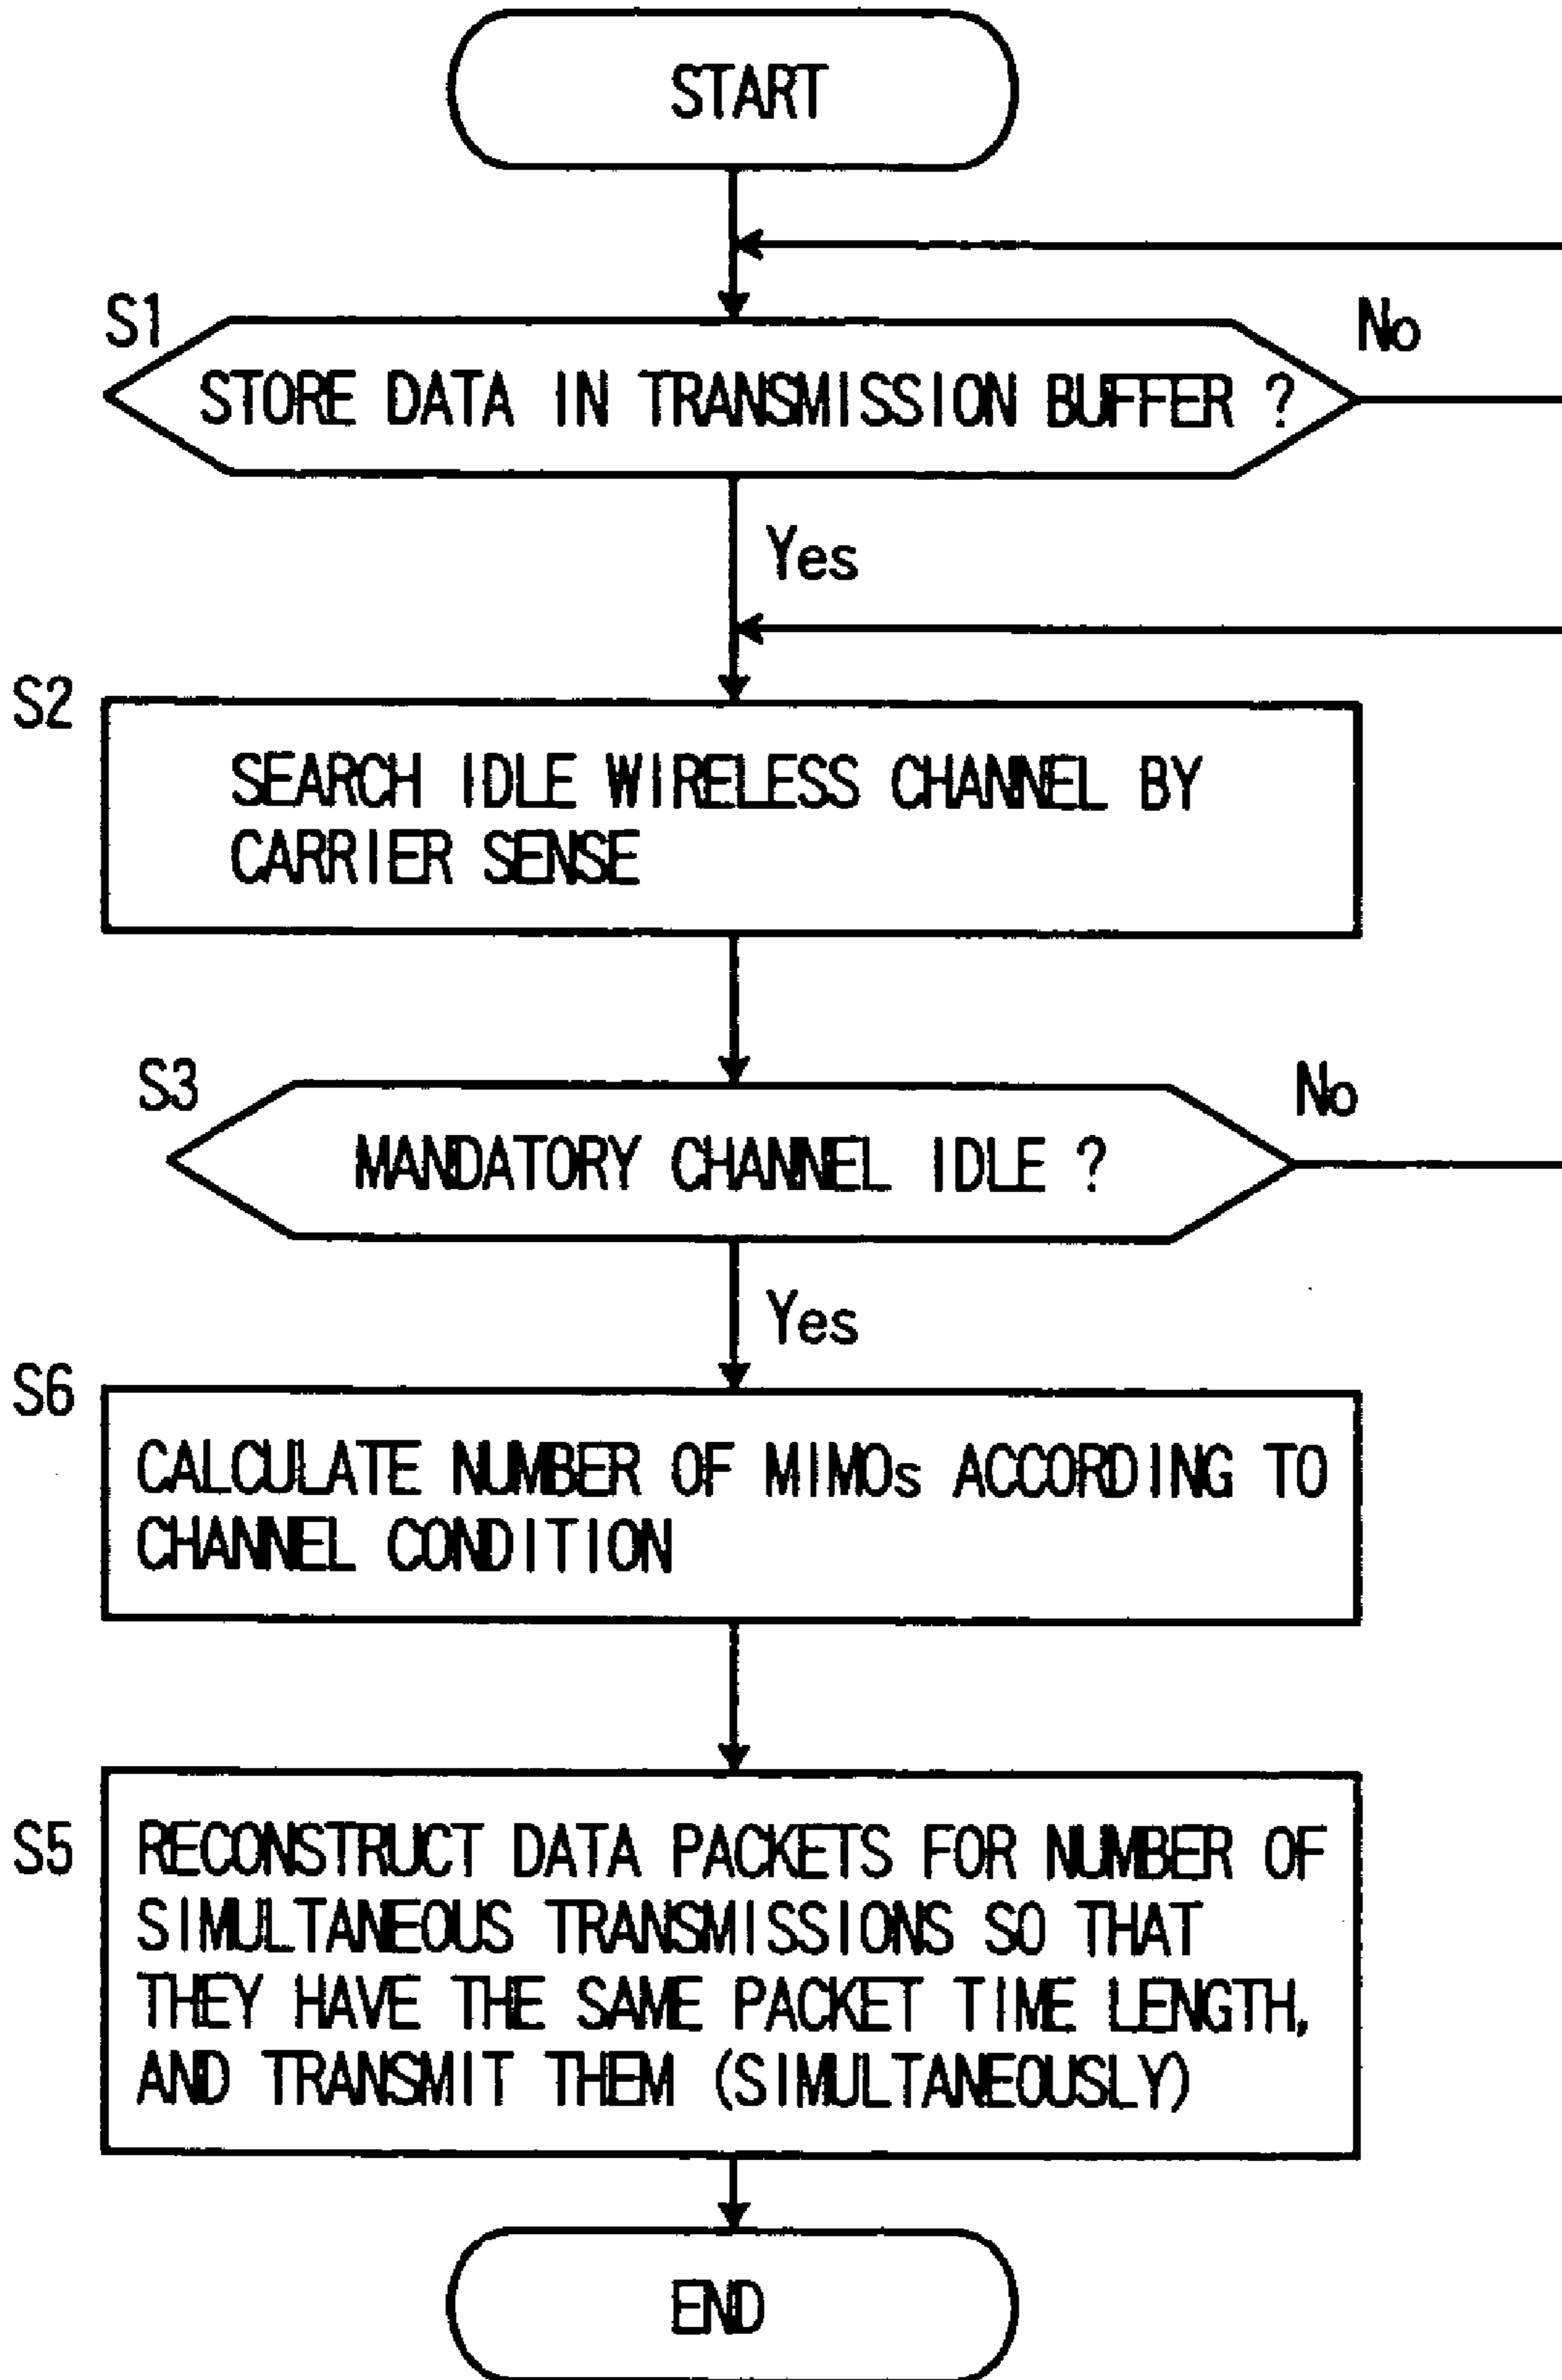 START
S1
No
STORE DATA IN TRANSMISSION BUFFER ?
Yes
S2
SEARCH IDLE WIRELESS CHANNEL BY
CARRIER SENSE
S3
No
MANDATORY CHANNEL IDLE ?
Yes
S6
CALCULATE NUMBER OF MIMOs ACCORDING TO
CHANNEL CONDITION
S5
RECONSTRUCT DATA PACKETS FOR NUMBER OF
SIMULTANEOUS TRANSMISSIONS SO THAT
THEY HAVE THE SAME PACKET TIME LENGTH,
AND TRANSMIT THEM (SIMULTANEOUSLY)
END